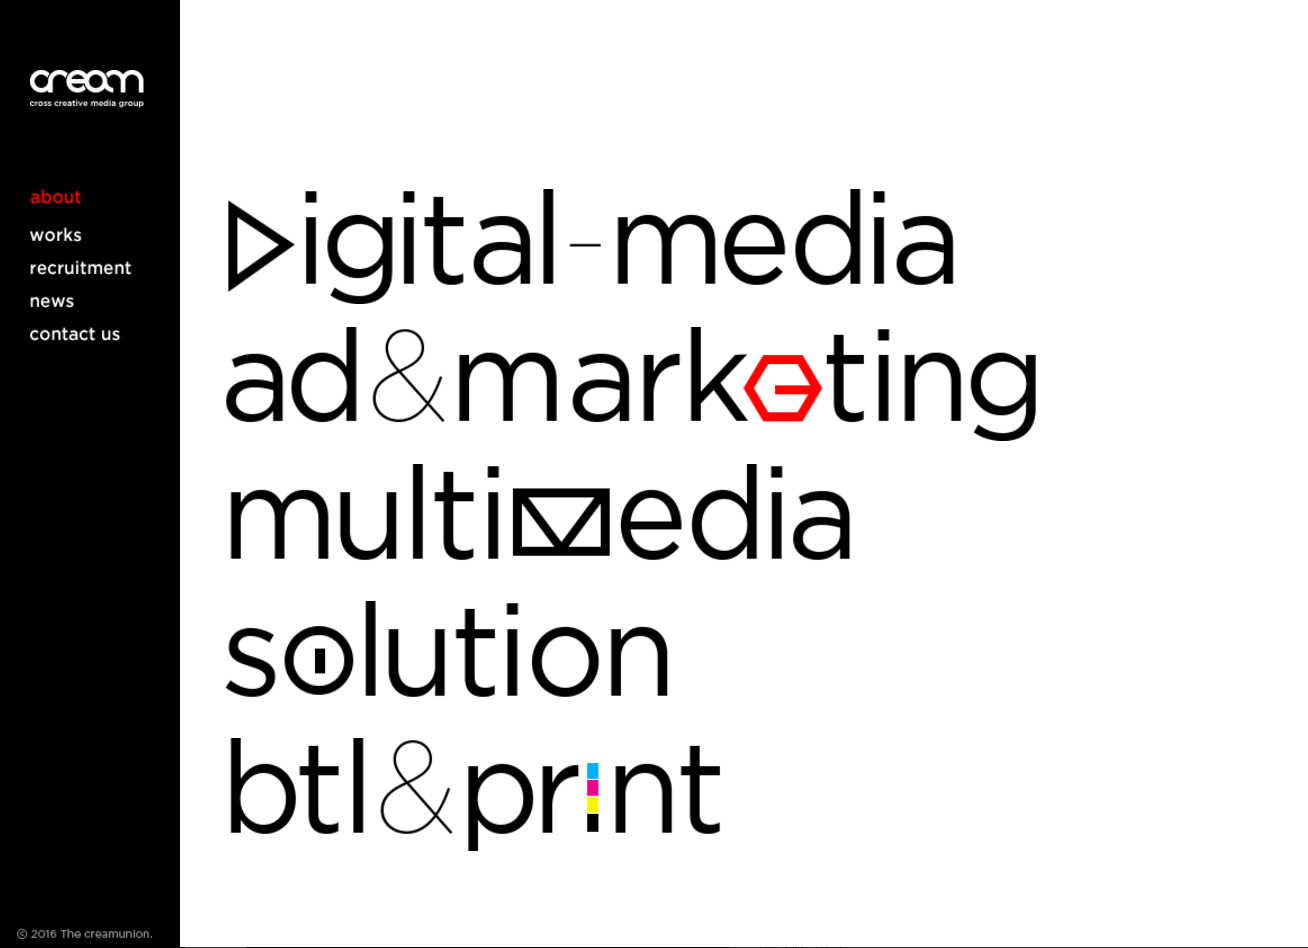 cream
cross creative media group
about
works
recruitment
news
contact us
Digital-media
ad&marketing
multimedia
solution
btl&print
© 2016 The creamunion.